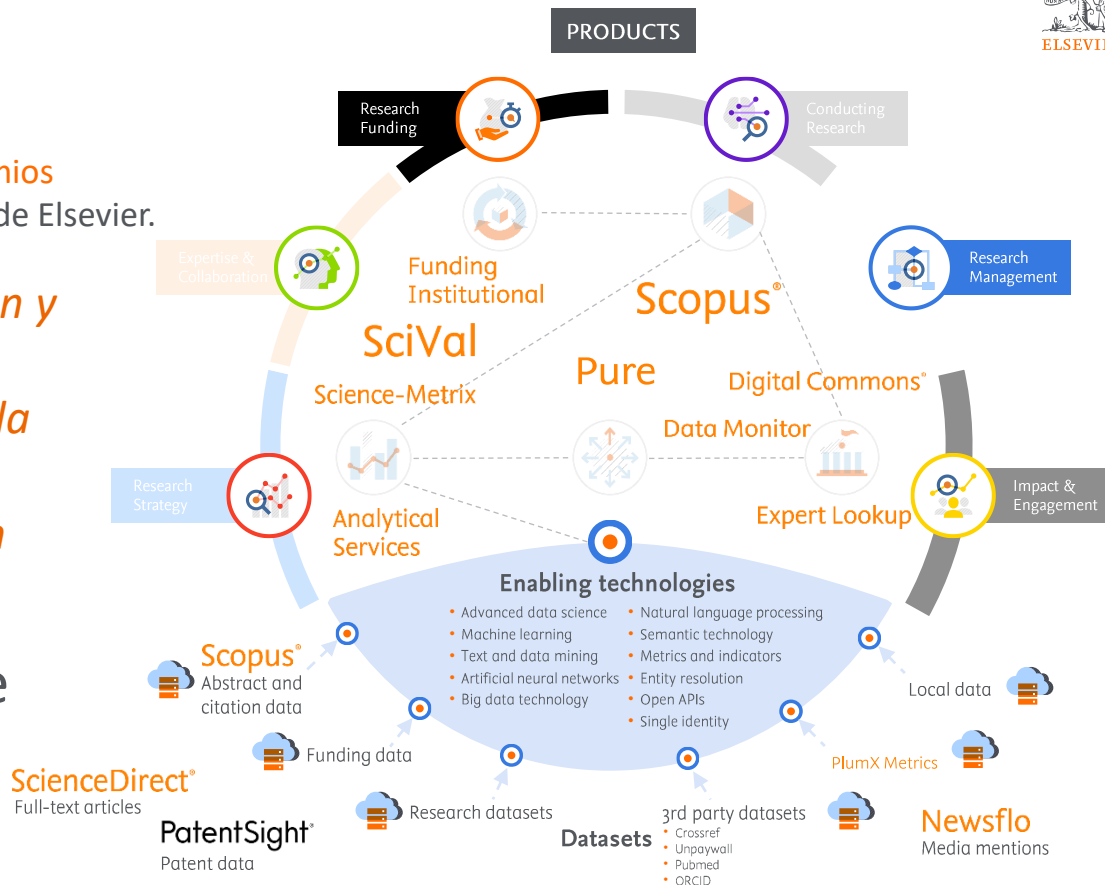 PRODUCTS
ELSEVIER
Research
Funding
Conducting
Research
nios
de Elsevier.
Expertise &
Collaboration
Research
Management
n y
Funding
Institutional
Scopus®
SciVal
Pure
Science-Metrix
Digital Commons®
la
Data Monitor
Research
Strategy
Impact &
Engagement
Analytical
Services
Expert Lookup
n
Enabling technologies
• Advanced data science
• Machine learning
• Text and data mining
• Artificial neural networks
• Big data technology
• Natural language processing
• Semantic technology
• Metrics and indicators
• Entity resolution
• Open APIs
• Single identity
Scopus®
Abstract and
citation data
e
Local data
Funding data
PlumX Metrics
ScienceDirect®
Full-text articles
Research datasets
PatentSight®
Patent data
Datasets
3rd party datasets
• Crossref
• Unpaywall
• Pubmed
• ORCID
Newsflo
Media mentions